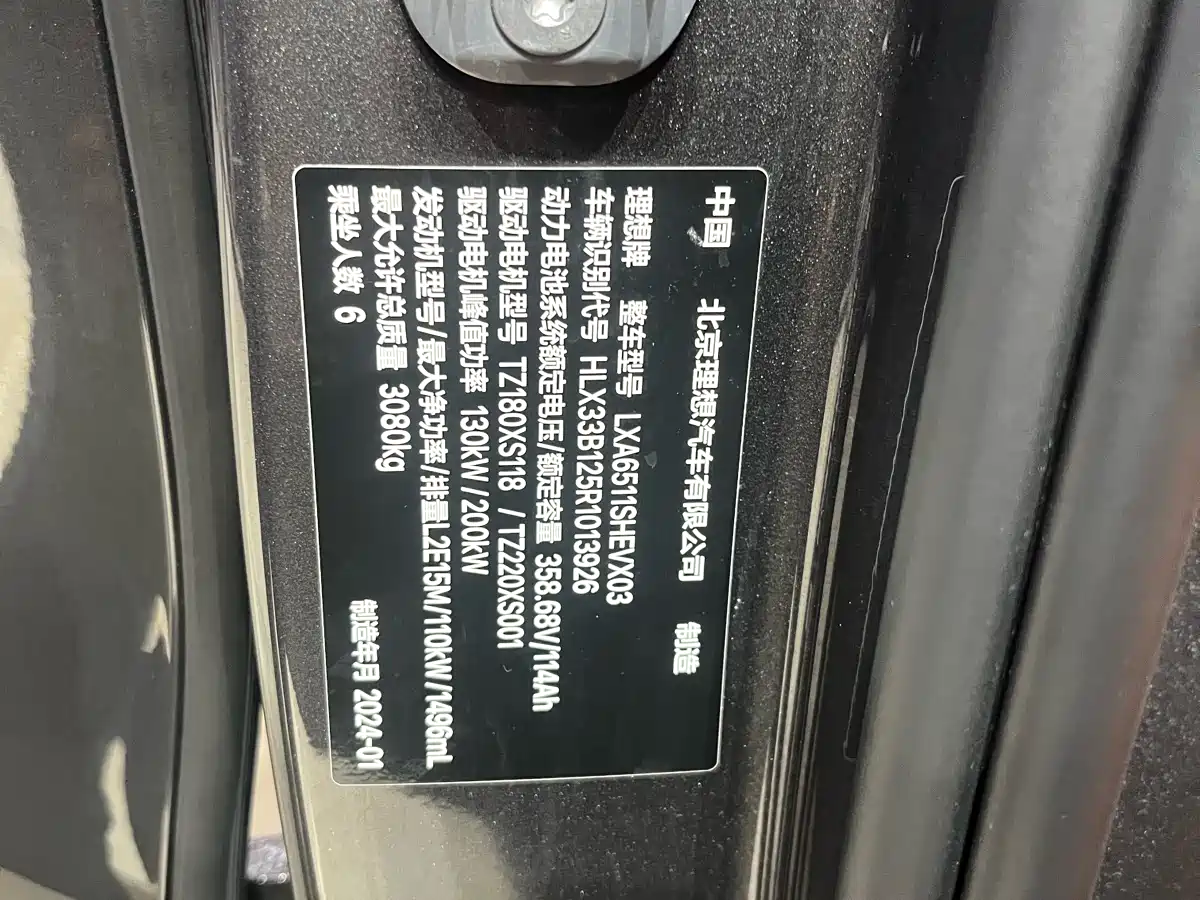 中国 北京理想汽车有限公司 制造
理想牌 整车型号 LXA6511SHEVX03
车辆识别代号 HLX33B125R1013926
动力电池系统额定电压/额定容量 358.68V/114Ah
驱动电机型号 TZ180XS118 /TZ220XS001
驱动电机峰值功率 130kW/200kW
发动机型号/最大净功率/排量L2E15M/110kW/1496mL
最大允许总质量 3080kg
乘坐人数 6 制造年月 2024-01